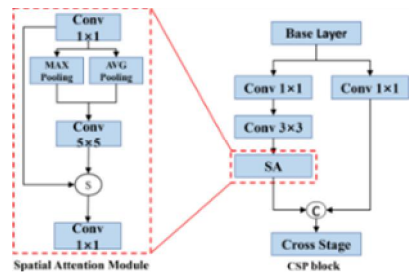 Conv
1×1
MAX
Pooling
AVG
Pooling
Conv
5×5
S
Conv
1×1
Spatial Attention Module
Base Layer
Conv 1×1
Conv 1×1
Conv 3×3
SA
C
Cross Stage
CSP block